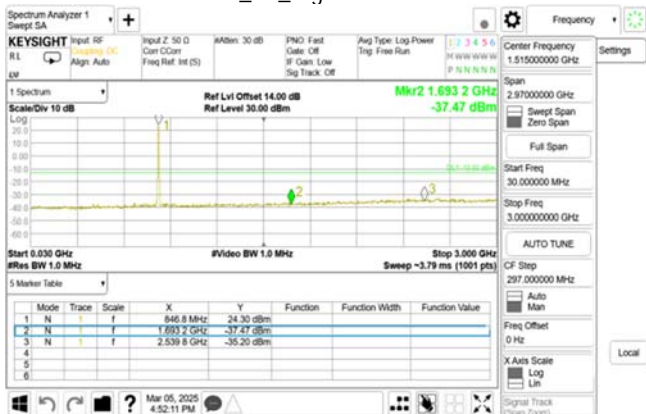 Spectrum Analyzer 1
Swept SA
+
Frequency
KEYSIGHT
RL
Input: RF
Coupling: DC
Align: Auto
Input Z: 50 Ω
Corr CCorr
Freq Ref: Int (S)
#Atten: 30 dB
PNO: Fast
Gate: Off
IF Gain: Low
Sig Track: Off
Avg Type: Log-Power
Trig: Free Run
1 2 3 4 5 6
M W W W W W
P N N N N N
Center Frequency
1.515000000 GHz
Settings
Span
2.97000000 GHz
Swept Span
Zero Span
Full Span
Start Freq
30.000000 MHz
Stop Freq
3.000000000 GHz
AUTO TUNE
CF Step
297.000000 MHz
Auto
Man
Freq Offset
0 Hz
X Axis Scale
Log
Lin
Signal Track
(Span Zoom)
Local
1 Spectrum
Scale/Div 10 dB
Log
Ref Lvl Offset 14.00 dB
Ref Level 30.00 dBm
Mkr2 1.693 2 GHz
-37.47 dBm
20.0
10.0
0.00
-10.0
-20.0
-30.0
-40.0
-50.0
-60.0
1
2
3
Start 0.030 GHz
#Res BW 1.0 MHz
#Video BW 1.0 MHz
Stop 3.000 GHz
Sweep ~3.79 ms (1001 pts)
5 Marker Table
Mode Trace Scale X Y Function Function Width Function Value
1 N 1 f 846.8 MHz 24.30 dBm
2 N 1 f 1.693 2 GHz -37.47 dBm
3 N 1 f 2.539 8 GHz -35.20 dBm
4
5
6
?
Mar 05, 2025
4:52:11 PM